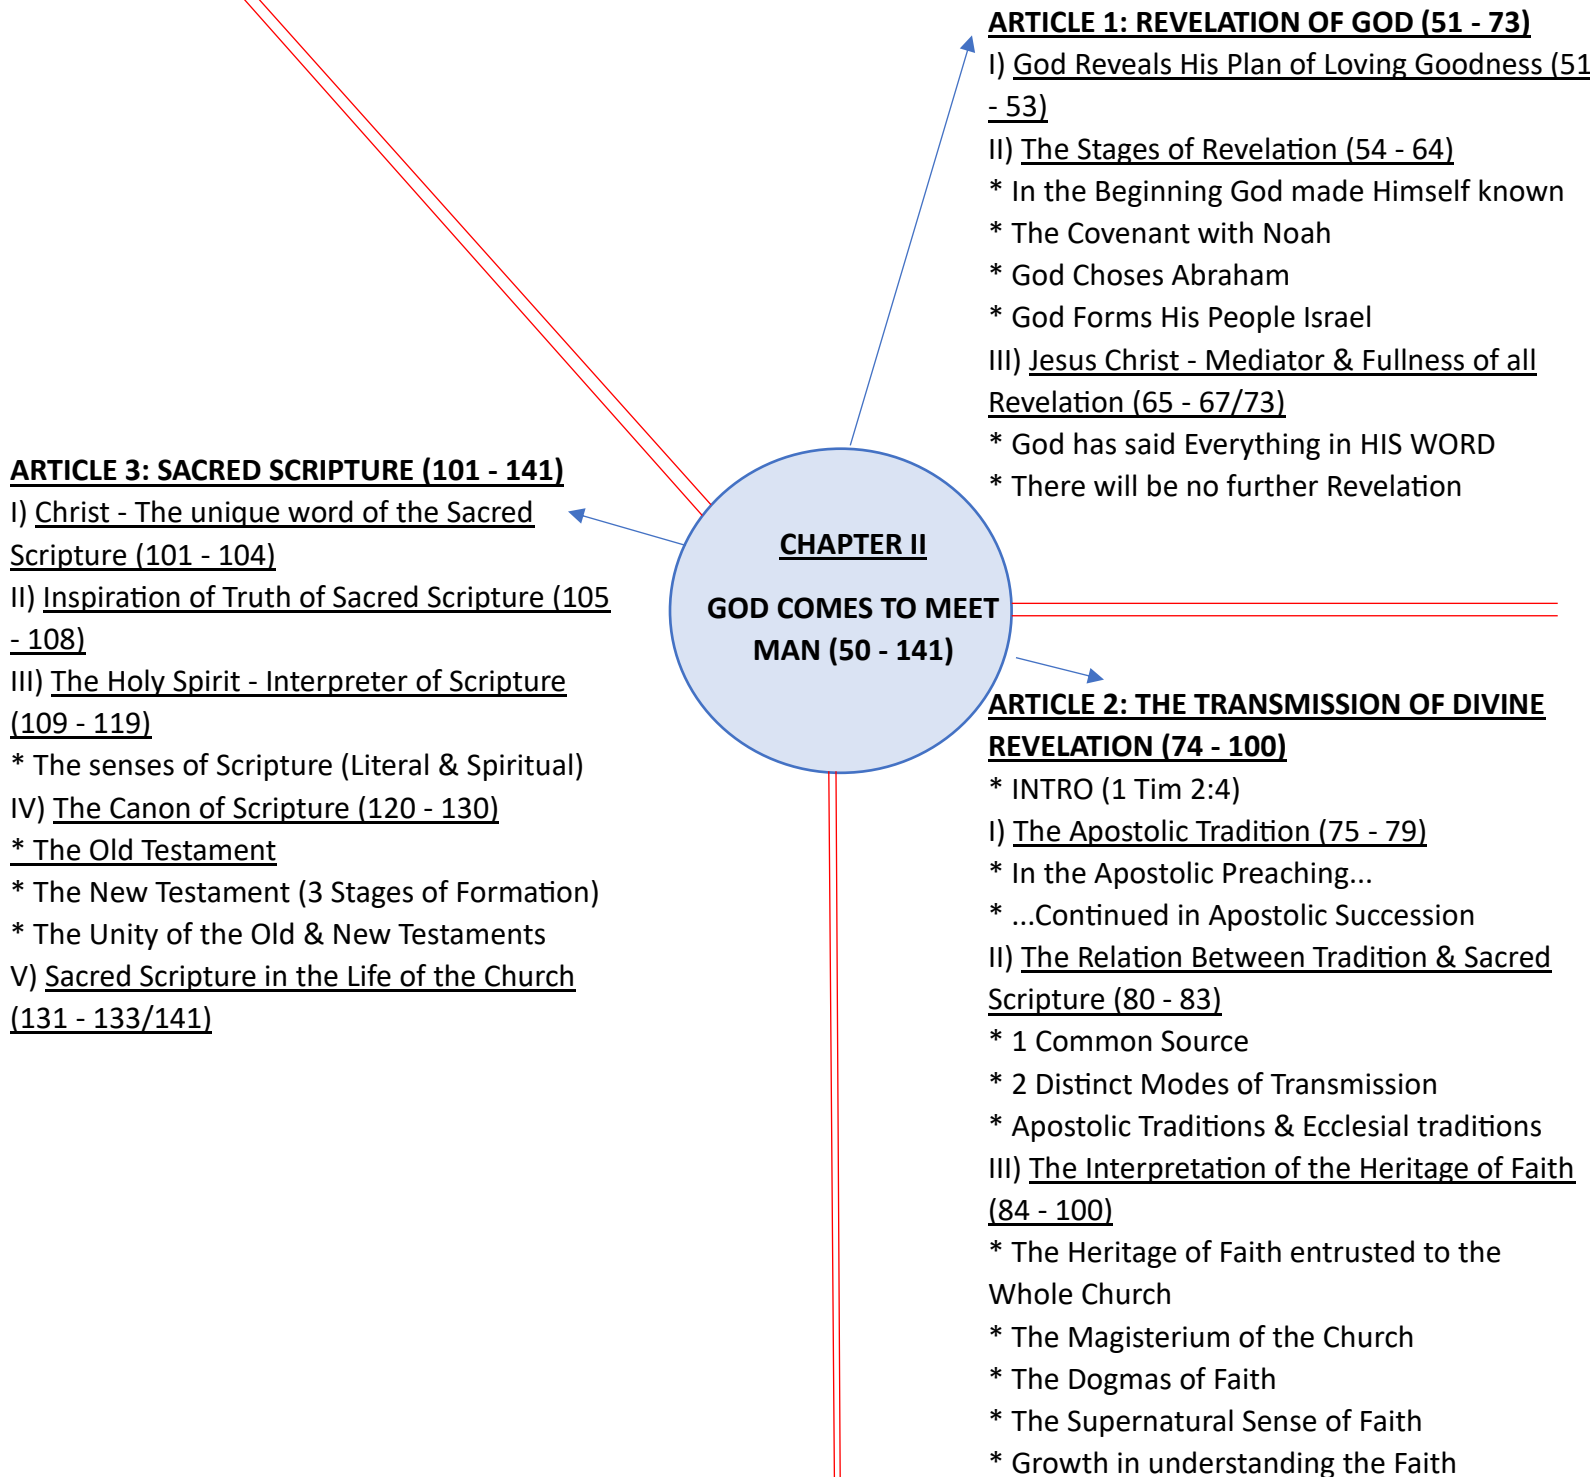 ARTICLE 1: REVELATION OF GOD (51 - 73)
I) God Reveals His Plan of Loving Goodness (51
- 53)
II) The Stages of Revelation (54 - 64)
* In the Beginning God made Himself known
* The Covenant with Noah
* God Choses Abraham
* God Forms His People Israel
III) Jesus Christ - Mediator & Fullness of all
Revelation (65 - 67/73)
* God has said Everything in HIS WORD
* There will be no further Revelation
CHAPTER II
GOD COMES TO MEET
MAN (50 - 141)
ARTICLE 2: THE TRANSMISSION OF DIVINE
REVELATION (74 - 100)
* INTRO (1 Tim 2:4)
I) The Apostolic Tradition (75 - 79)
* In the Apostolic Preaching...
* ...Continued in Apostolic Succession
II) The Relation Between Tradition & Sacred
Scripture (80 - 83)
* 1 Common Source
* 2 Distinct Modes of Transmission
* Apostolic Traditions & Ecclesial traditions
III) The Interpretation of the Heritage of Faith
(84 - 100)
* The Heritage of Faith entrusted to the
Whole Church
* The Magisterium of the Church
* The Dogmas of Faith
* The Supernatural Sense of Faith
* Growth in understanding the Faith
ARTICLE 3: SACRED SCRIPTURE (101 - 141)
I) Christ - The unique word of the Sacred
Scripture (101 - 104)
II) Inspiration of Truth of Sacred Scripture (105
- 108)
III) The Holy Spirit - Interpreter of Scripture
(109 - 119)
* The senses of Scripture (Literal & Spiritual)
IV) The Canon of Scripture (120 - 130)
* The Old Testament
* The New Testament (3 Stages of Formation)
* The Unity of the Old & New Testaments
V) Sacred Scripture in the Life of the Church
(131 - 133/141)